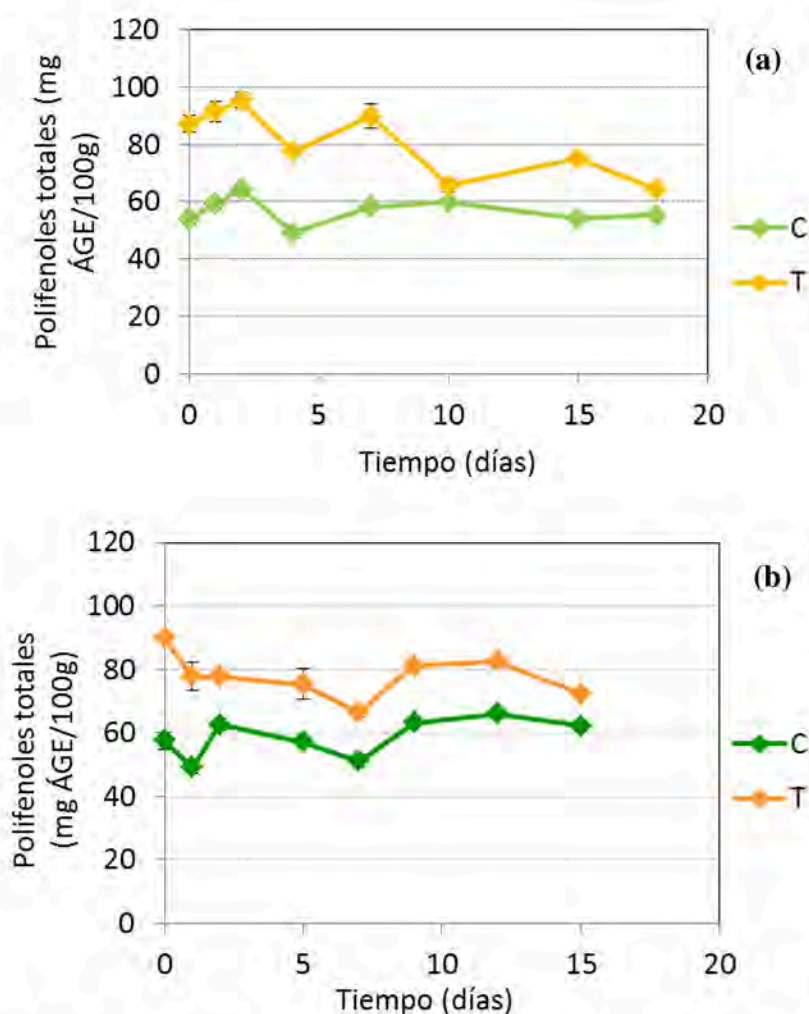 Polifenoles totales (mg
ÁGE/100g)
120
100
80
60
40
20
0
0 5 10 15 20
Tiempo (días)
(a)
C
T
Polifenoles totales
(mg ÁGE/100g)
120
100
80
60
40
20
0
0 5 10 15 20
Tiempo (días)
(b)
C
T